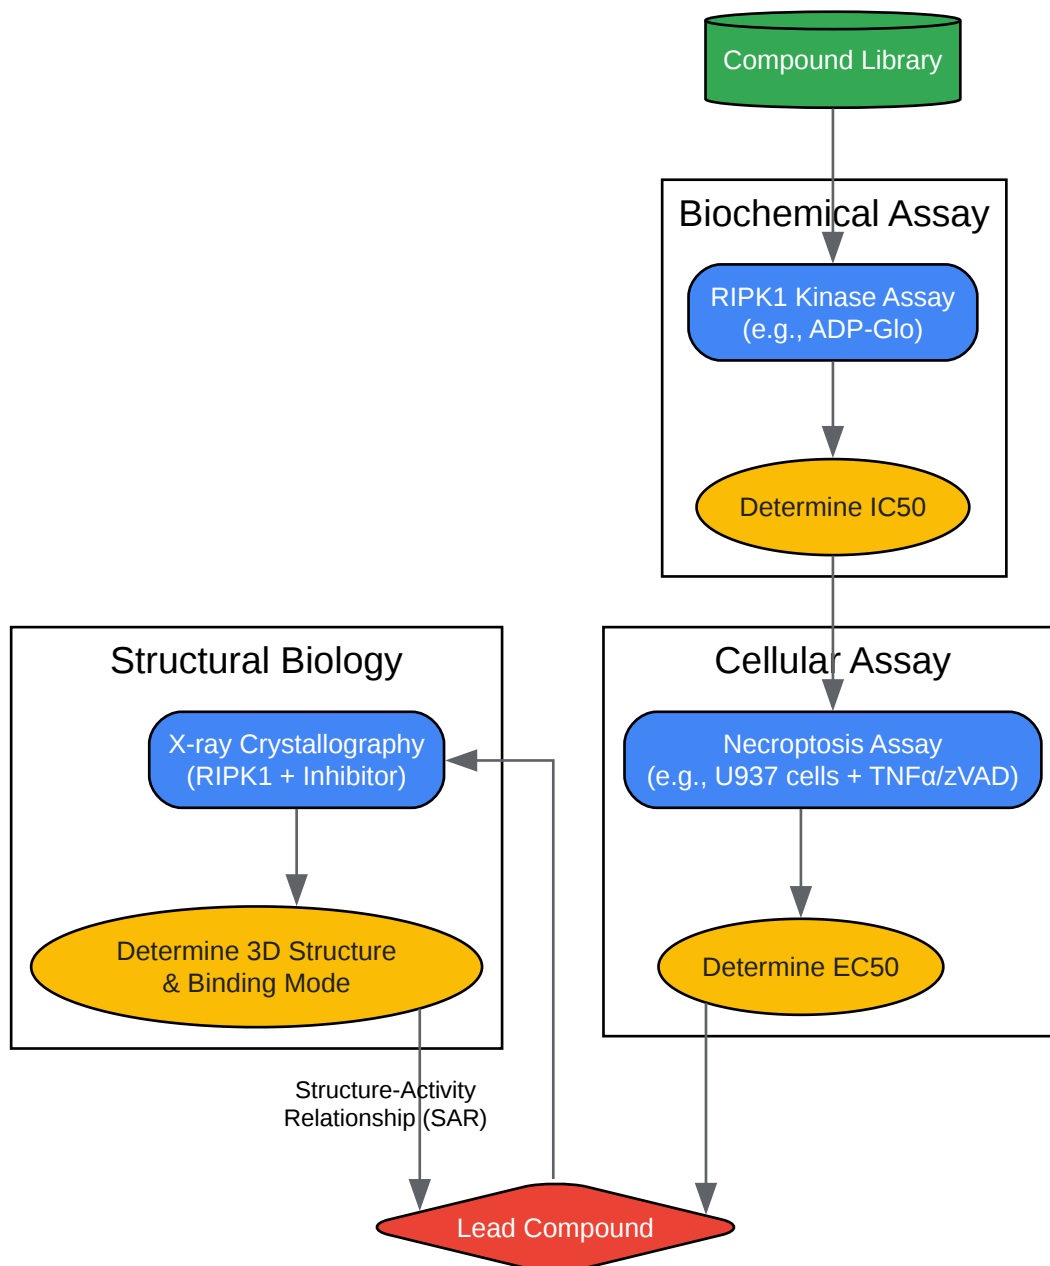 Compound Library
Biochemical Assay
RIPK1 Kinase Assay
(e.g., ADP-Glo)
Determine IC50
Structural Biology
X-ray Crystallography
(RIPK1 + Inhibitor)
Determine 3D Structure
& Binding Mode
Cellular Assay
Necroptosis Assay
(e.g., U937 cells + TNFα/zVAD)
Determine EC50
Structure-Activity
Relationship (SAR)
Lead Compound